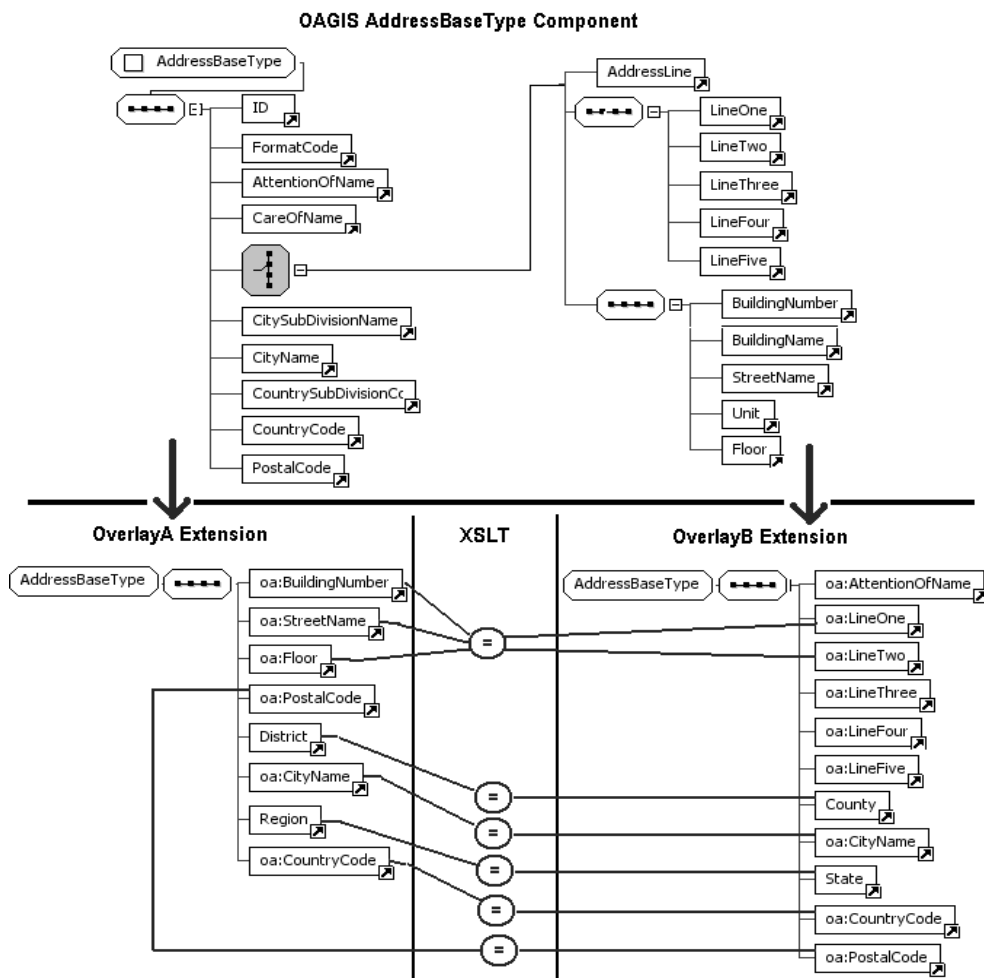 OAGIS AddressBaseType Component
AddressBaseType
ID
FormatCode
AttentionOfName
CareOfName
CitySubDivisionName
CityName
CountrySubDivisionCc
CountryCode
PostalCode
AddressLine
LineOne
LineTwo
LineThree
LineFour
LineFive
BuildingNumber
BuildingName
StreetName
Unit
Floor
OverlayA Extension
AddressBaseType
oa:BuildingNumber
oa:StreetName
oa:Floor
oa:PostalCode
District
oa:CityName
Region
oa:CountryCode
XSLT
=
=
=
=
=
=
OverlayB Extension
AddressBaseType
oa:AttentionOfName
oa:LineOne
oa:LineTwo
oa:LineThree
oa:LineFour
oa:LineFive
County
oa:CityName
State
oa:CountryCode
oa:PostalCode